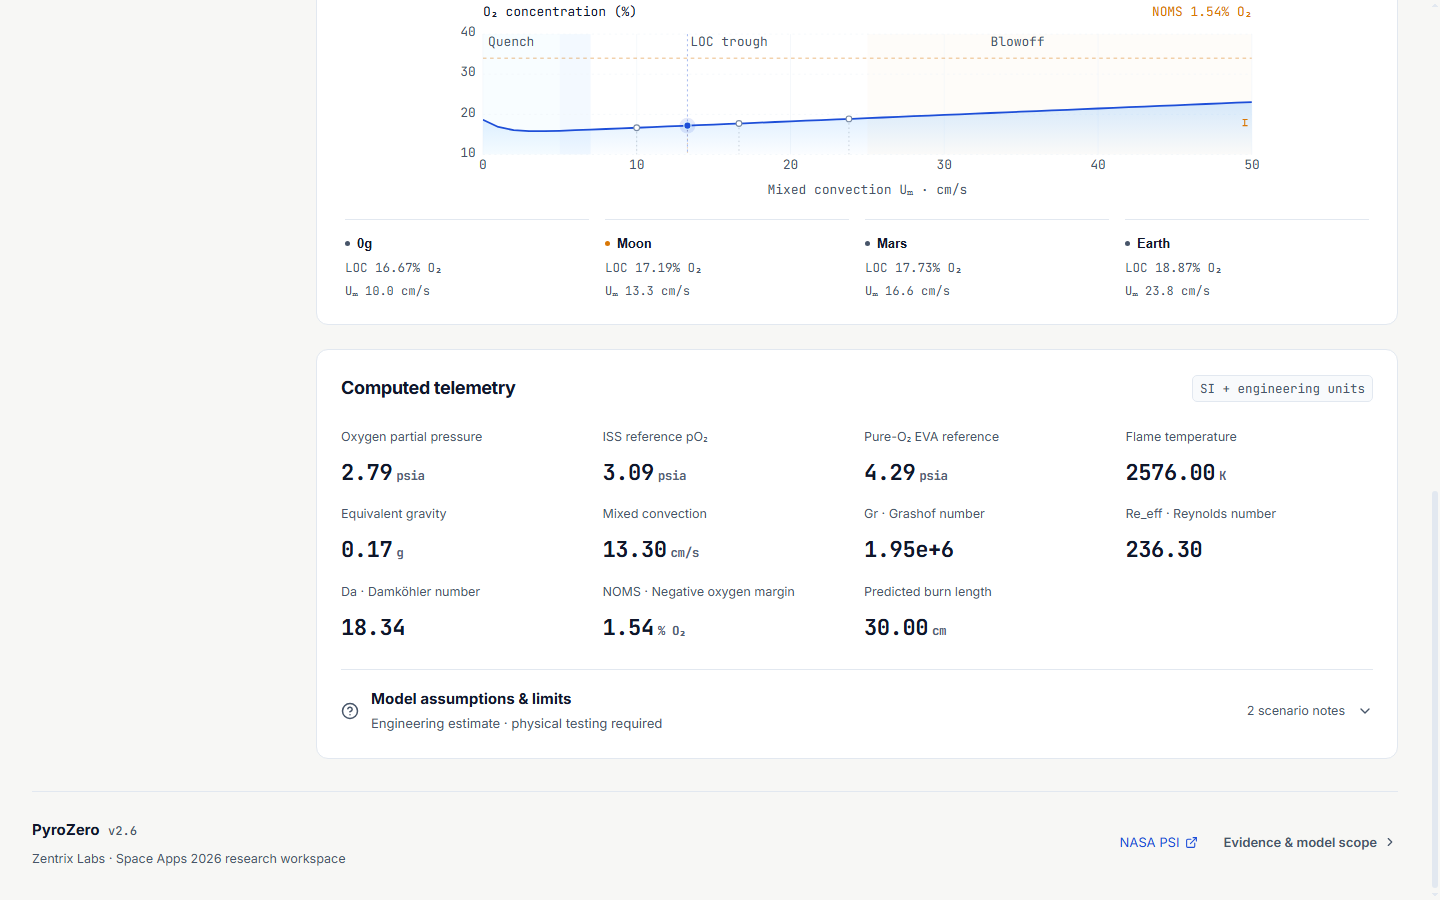 O₂ concentration (%)
NOMS 1.54% O₂
40
Quench
LOC trough
Blowoff
30
20
I
10
0
10
20
30
40
50
Mixed convection Uₘ · cm/s
0g
Moon
Mars
Earth
LOC 16.67% O₂
LOC 17.19% O₂
LOC 17.73% O₂
LOC 18.87% O₂
Uₘ 10.0 cm/s
Uₘ 13.3 cm/s
Uₘ 16.6 cm/s
Uₘ 23.8 cm/s
Computed telemetry
SI + engineering units
Oxygen partial pressure
ISS reference pO₂
Pure-O₂ EVA reference
Flame temperature
2.79 psia
3.09 psia
4.29 psia
2576.00 K
Equivalent gravity
Mixed convection
Gr · Grashof number
Re_eff · Reynolds number
0.17 g
13.30 cm/s
1.95e+6
236.30
Da · Damköhler number
NOMS · Negative oxygen margin
Predicted burn length
18.34
1.54 % O₂
30.00 cm
Model assumptions & limits
Engineering estimate · physical testing required
2 scenario notes
PyroZero v2.6
Zentrix Labs · Space Apps 2026 research workspace
NASA PSI
Evidence & model scope